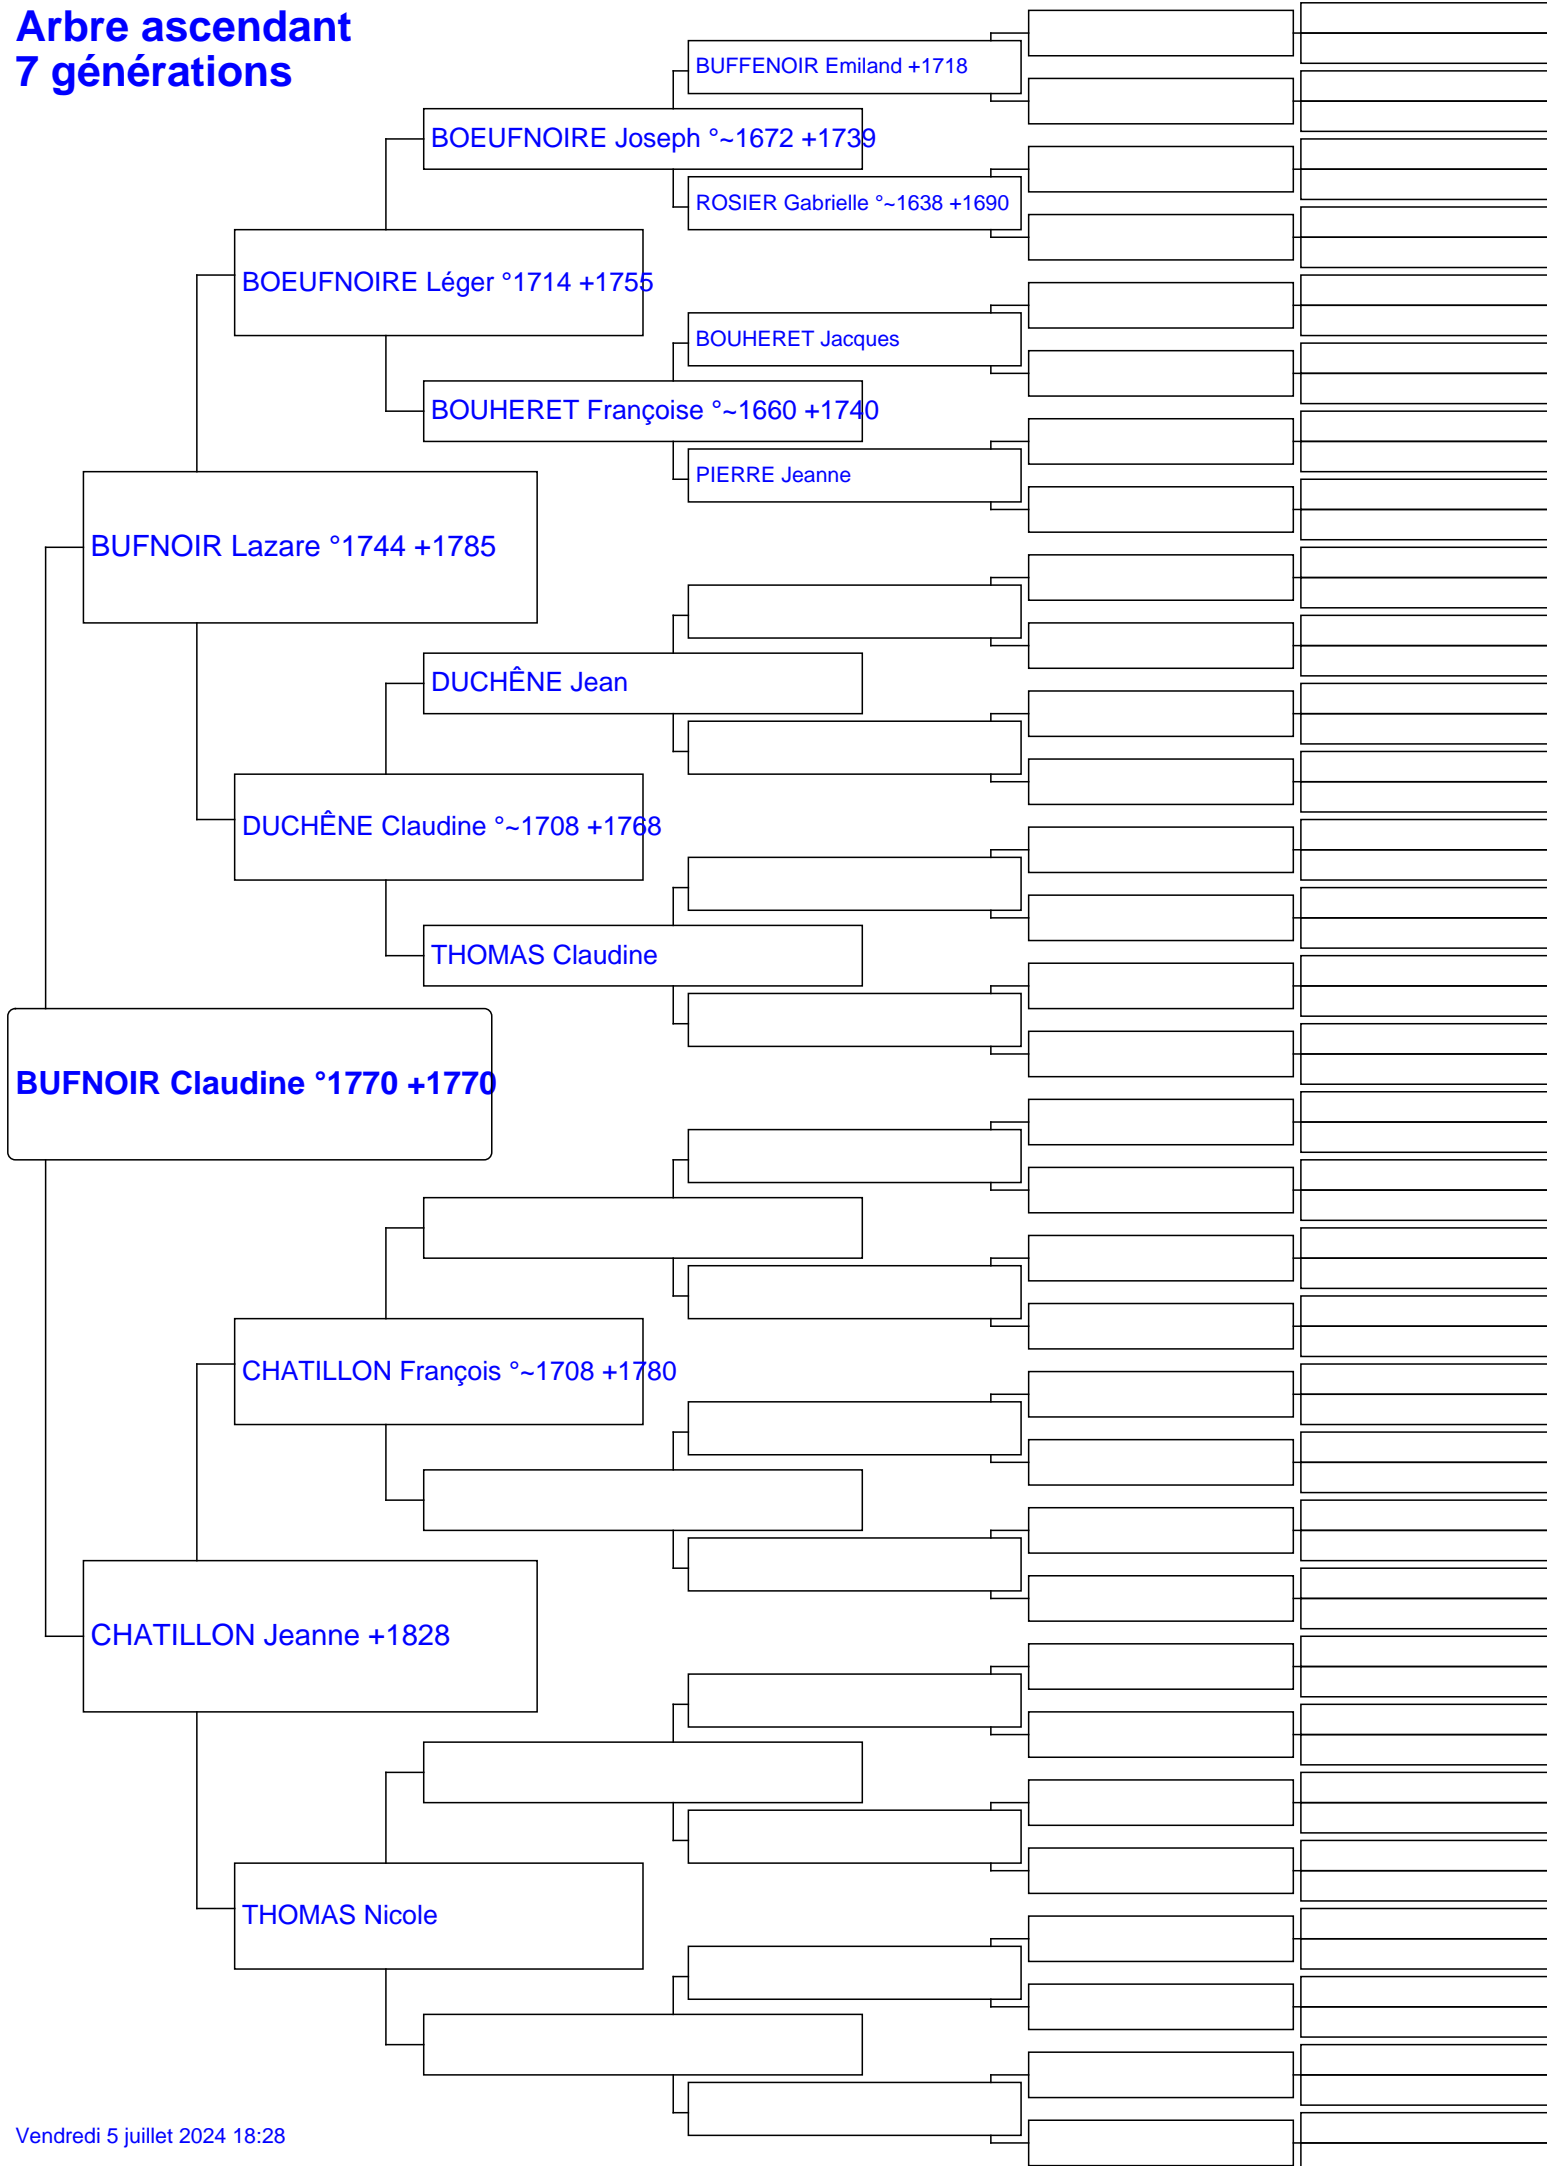 Arbre ascendant
7 générations
BUFFENOIR Emiland +1718
BOEUFNOIRE Joseph °~1672 +1739
ROSIER Gabrielle °~1638 +1690
BOEUFNOIRE Léger °1714 +1755
BOUHERET Jacques
BOUHERET Françoise °~1660 +1740
PIERRE Jeanne
BUFNOIR Lazare °1744 +1785
DUCHÊNE Jean
DUCHÊNE Claudine °~1708 +1768
THOMAS Claudine
BUFNOIR Claudine °1770 +1770
CHATILLON François °~1708 +1780
CHATILLON Jeanne +1828
THOMAS Nicole
Vendredi 5 juillet 2024 18:28